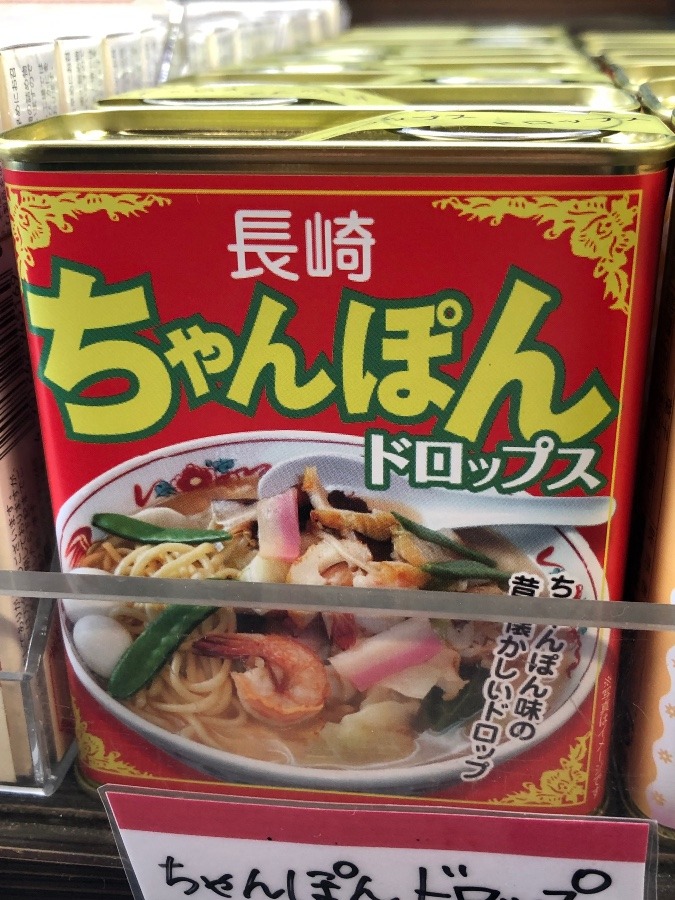 長崎
ちゃんぽん
ドロップス
ちゃんぽん味の
昔懐かしいドロップ
ちゃんぽんドロップ